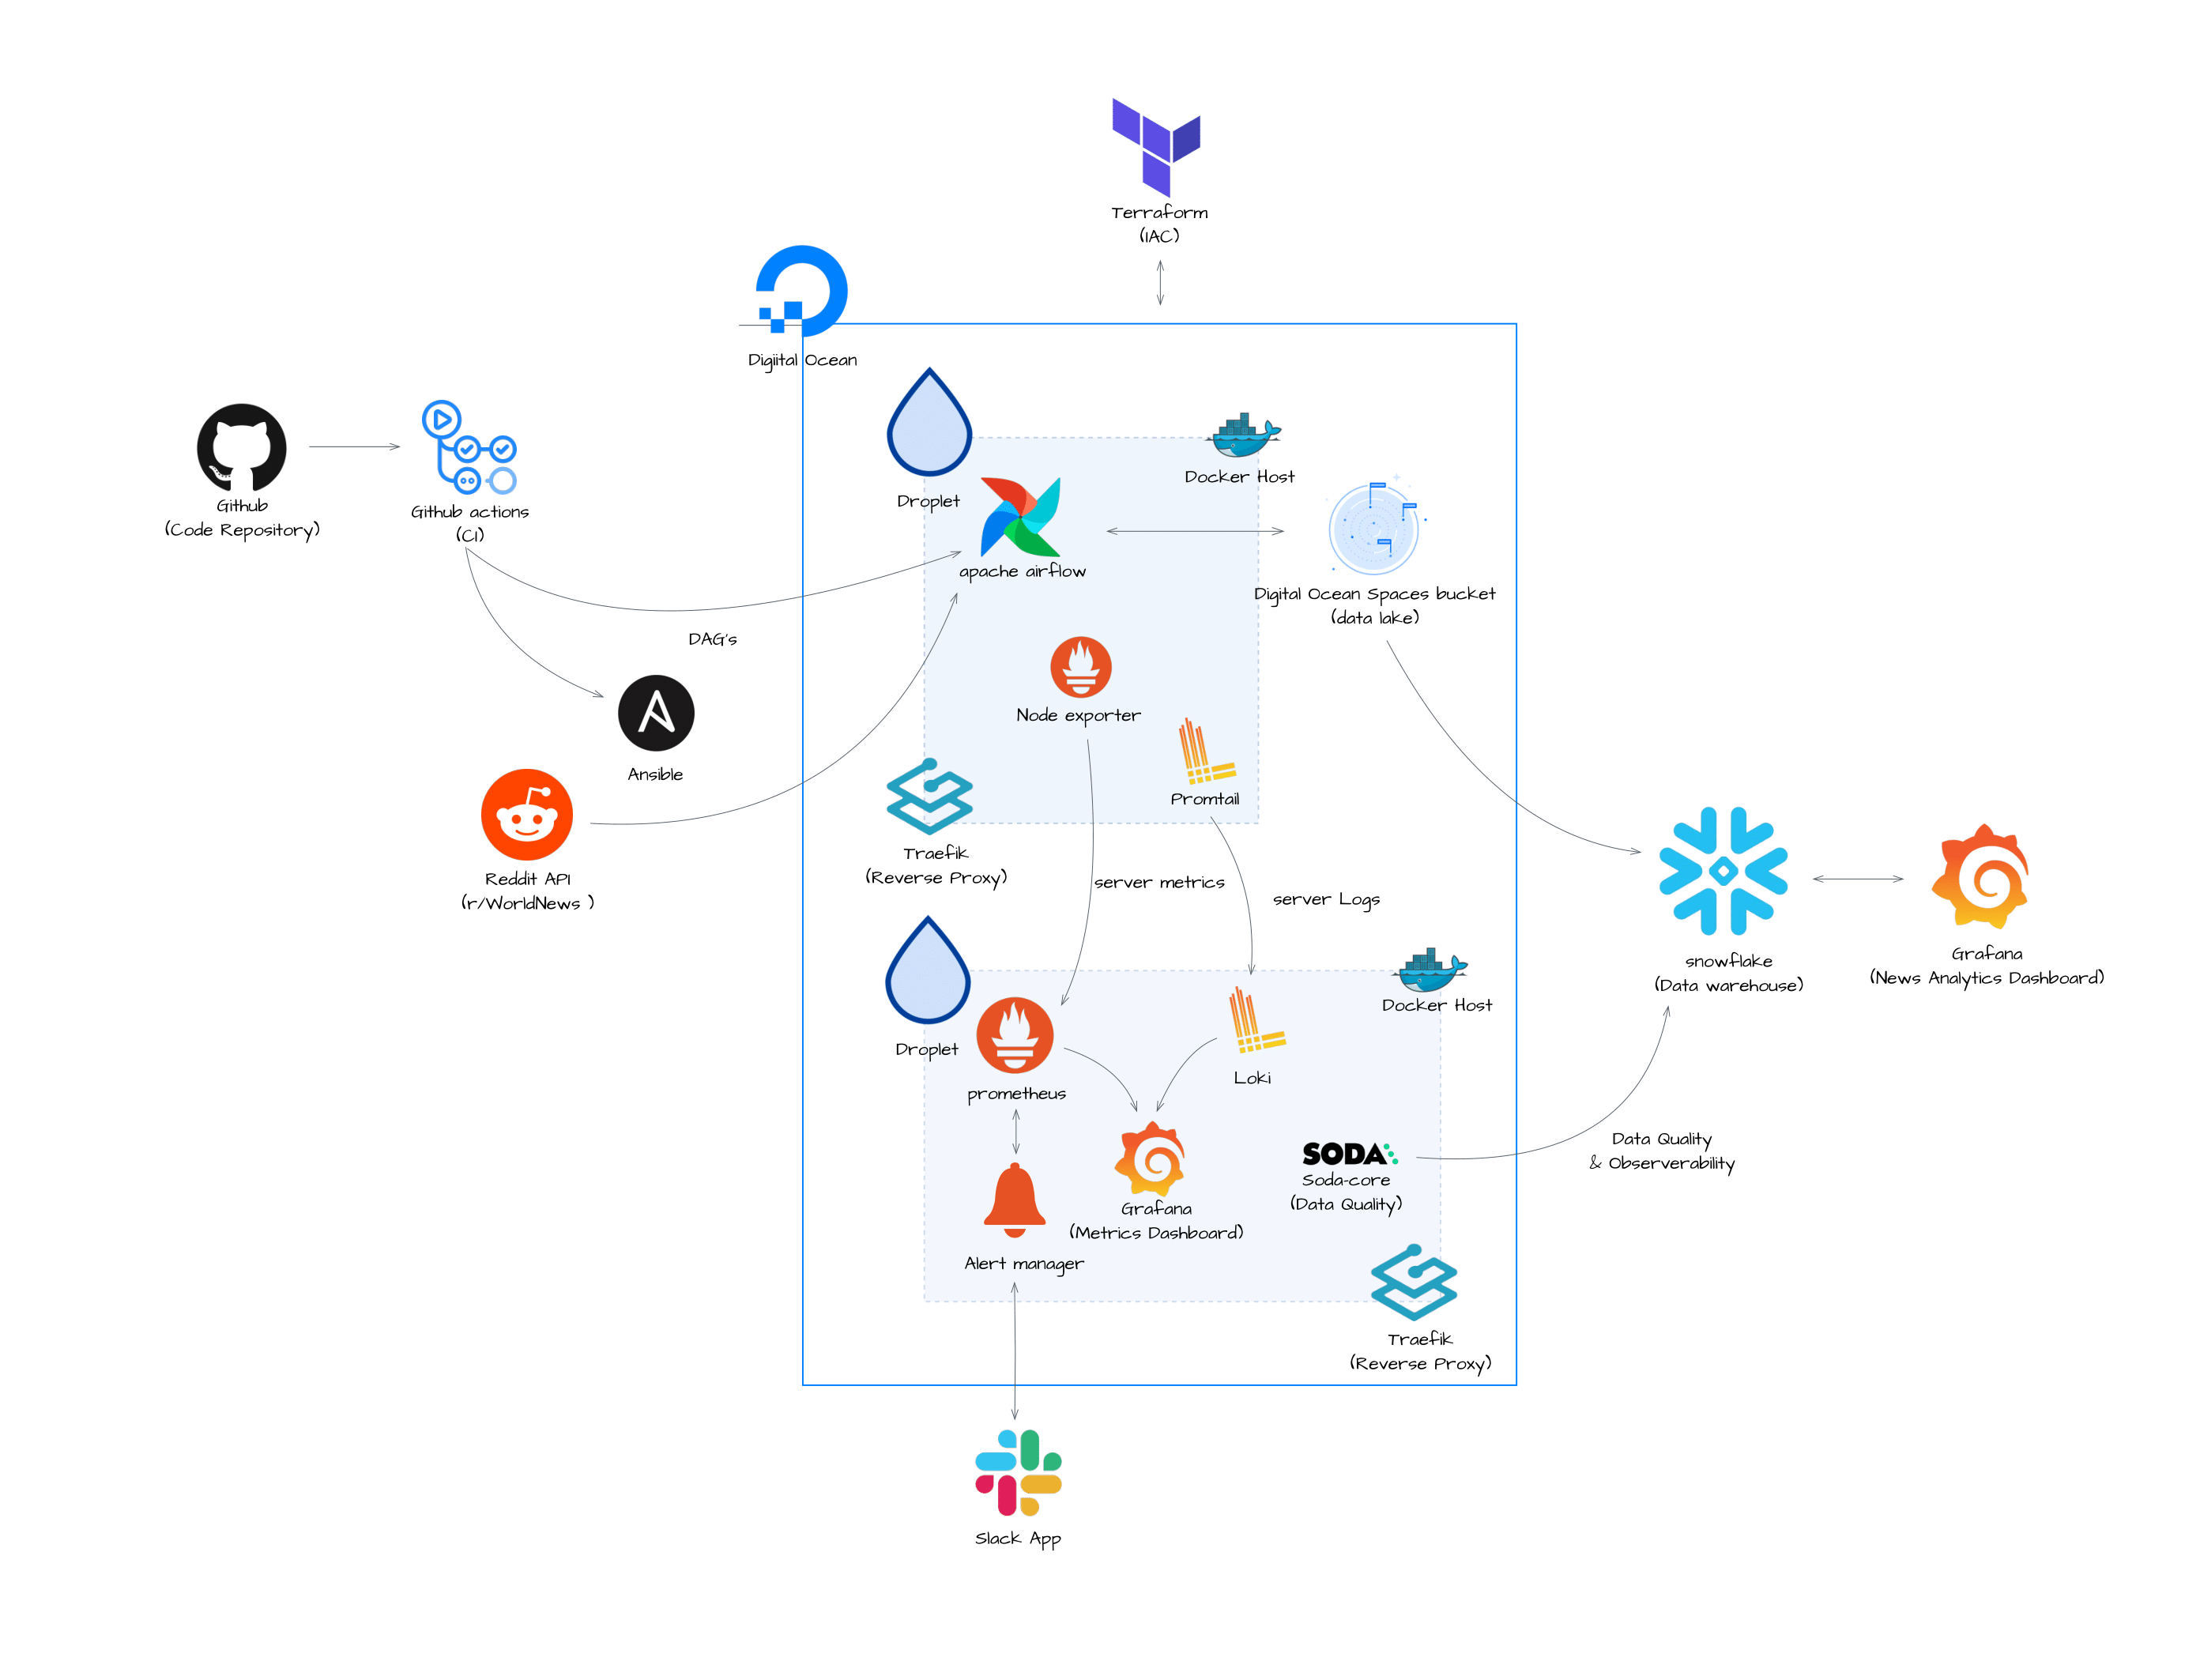 Terraform
(IAC)
Digiital Ocean
Github
(Code Repository)
Github actions
(CI)
Droplet
Docker Host
apache airflow
Digital Ocean Spaces bucket
(data lake)
DAG's
Node exporter
Ansible
Promtail
Traefik
(Reverse Proxy)
Reddit API
(r/WorldNews )
server metrics
server Logs
snowflake
(Data warehouse)
Grafana
(News Analytics Dashboard)
Droplet
Docker Host
prometheus
Loki
SODA
Soda-core
(Data Quality)
Data Quality
& Observability
Grafana
(Metrics Dashboard)
Alert manager
Traefik
(Reverse Proxy)
Slack App